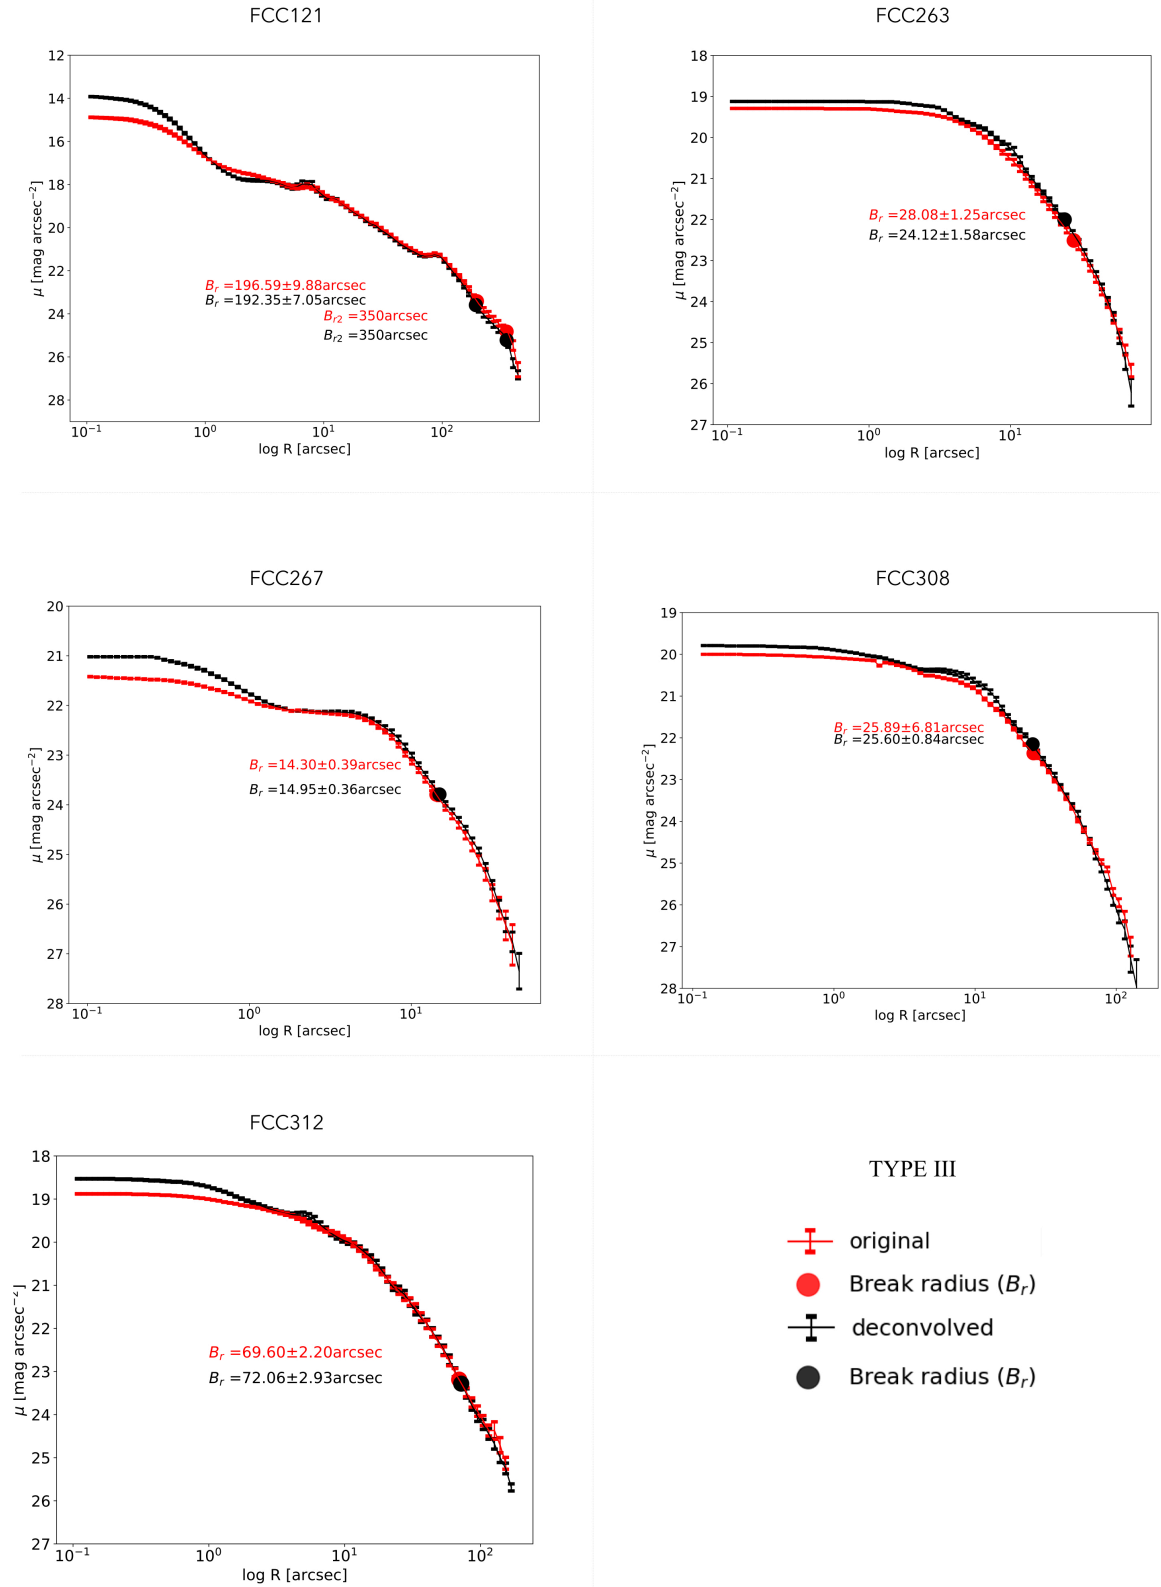 FCC121
12
14
16
18
20
22
24
26
28
μ [mag arcsec⁻²]
B_r =196.59±9.88arcsec
B_r =192.35±7.05arcsec
B_r2 =350arcsec
B_r2 =350arcsec
10⁻¹ 10⁰ 10¹ 10²
log R [arcsec]
FCC263
18
19
20
21
22
23
24
25
26
27
μ [mag arcsec⁻²]
B_r =28.08±1.25arcsec
B_r =24.12±1.58arcsec
10⁻¹ 10⁰ 10¹
log R [arcsec]
FCC267
20
21
22
23
24
25
26
27
28
μ [mag arcsec⁻²]
B_r =14.30±0.39arcsec
B_r =14.95±0.36arcsec
10⁻¹ 10⁰ 10¹
log R [arcsec]
FCC308
19
20
21
22
23
24
25
26
27
28
μ [mag arcsec⁻²]
B_r =25.89±6.81arcsec
B_r =25.60±0.84arcsec
10⁻¹ 10⁰ 10¹ 10²
log R [arcsec]
FCC312
18
19
20
21
22
23
24
25
26
27
μ [mag arcsec⁻²]
B_r =69.60±2.20arcsec
B_r =72.06±2.93arcsec
10⁻¹ 10⁰ 10¹ 10²
log R [arcsec]
TYPE III
original
Break radius (B_r)
deconvolved
Break radius (B_r)